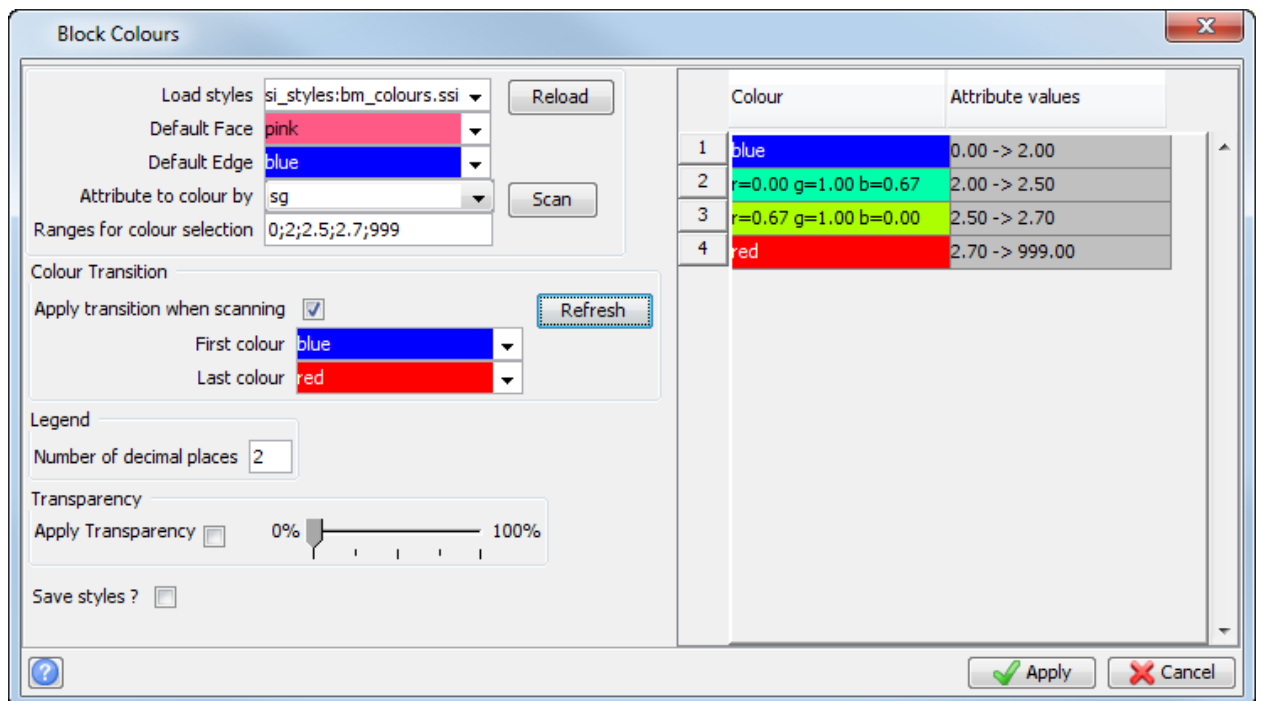 Block Colours
Load styles si_styles:bm_colours.ssi Reload
Default Face pink
Default Edge blue
Attribute to colour by sg Scan
Ranges for colour selection 0;2;2.5;2.7;999
Colour Transition
Apply transition when scanning Refresh
First colour blue
Last colour red
Legend
Number of decimal places 2
Transparency
Apply Transparency 0% 100%
Save styles ?
Colour Attribute values
1 blue 0.00 -> 2.00
2 r=0.00 g=1.00 b=0.67 2.00 -> 2.50
3 r=0.67 g=1.00 b=0.00 2.50 -> 2.70
4 red 2.70 -> 999.00
? Apply Cancel